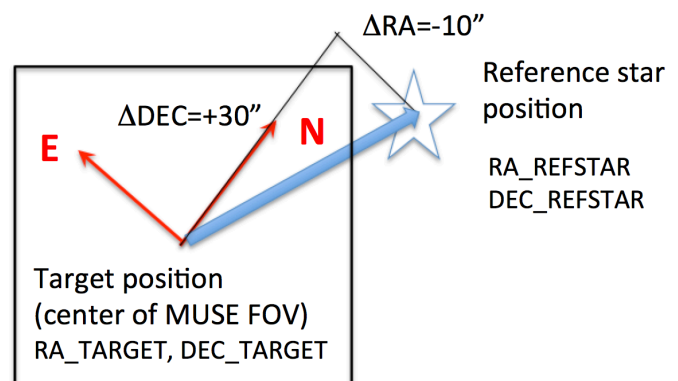 ΔRA=-10”
Reference star
position
ΔDEC=+30”
N
E
RA_REFSTAR
DEC_REFSTAR
Target position
(center of MUSE FOV)
RA_TARGET, DEC_TARGET